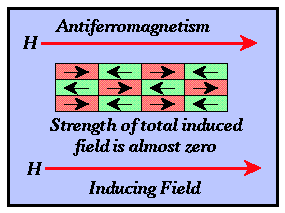 Antiferromagnetism
H
Strength of total induced
field is almost zero
H
Inducing Field